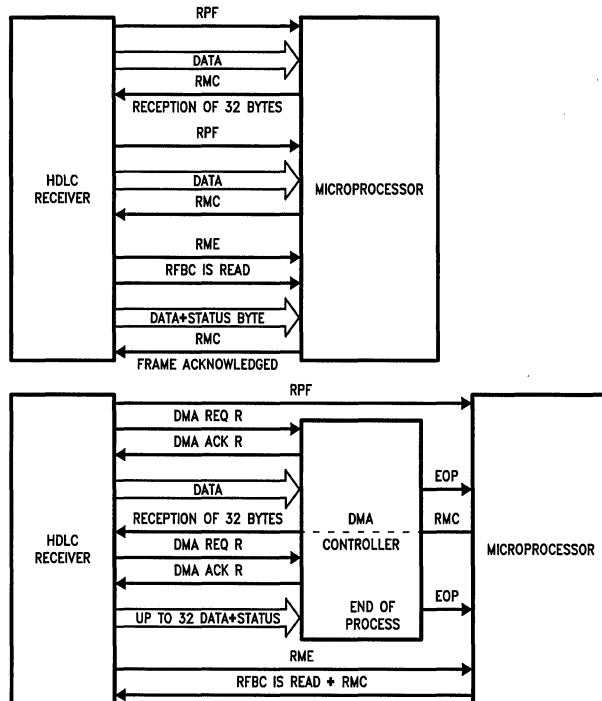 RPF
DATA
RMC
RECEPTION OF 32 BYTES
RPF
HDLC
RECEIVER
DATA
MICROPROCESSOR
RMC
RME
RFBC IS READ
DATA+STATUS BYTE
RMC
FRAME ACKNOWLEDGED
RPF
DMA REQ R
DMA ACK R
DATA
EOP
RECEPTION OF 32 BYTES
DMA
RMC
HDLC
RECEIVER
DMA REQ R
CONTROLLER
MICROPROCESSOR
DMA ACK R
UP TO 32 DATA+STATUS
END OF
PROCESS
EOP
RME
RFBC IS READ + RMC